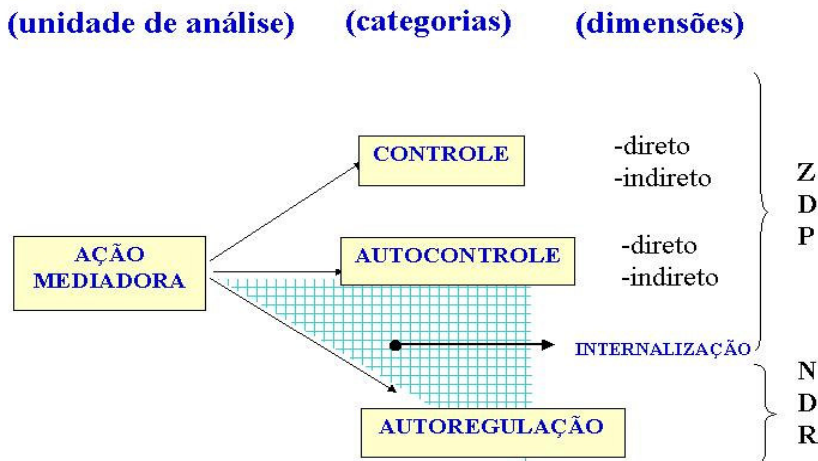 (unidade de análise) (categorias) (dimensões)
CONTROLE
-direto
-indireto
Z
D
P
AÇÃO
MEDIADORA
AUTOCONTROLE
-direto
-indireto
INTERNALIZAÇÃO
N
D
R
AUTOREGULAÇÃO